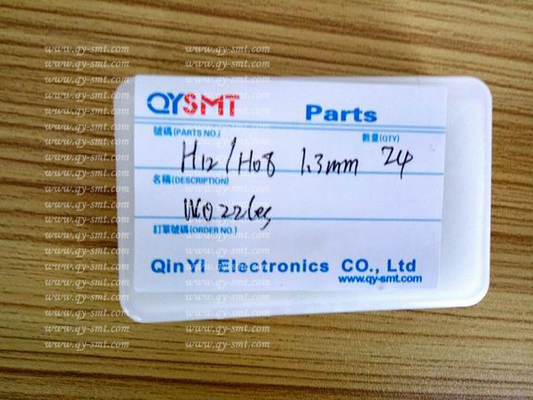 QYSMT Parts
號碼(PARTS NO.) 數量(QTY)
H12/H08 1.3mm 24
名稱(DESCRIPTION)
NOzzles
訂單號碼(ORDER NO.)
QinYi Electronics CO., Ltd
www.qy-smt.com